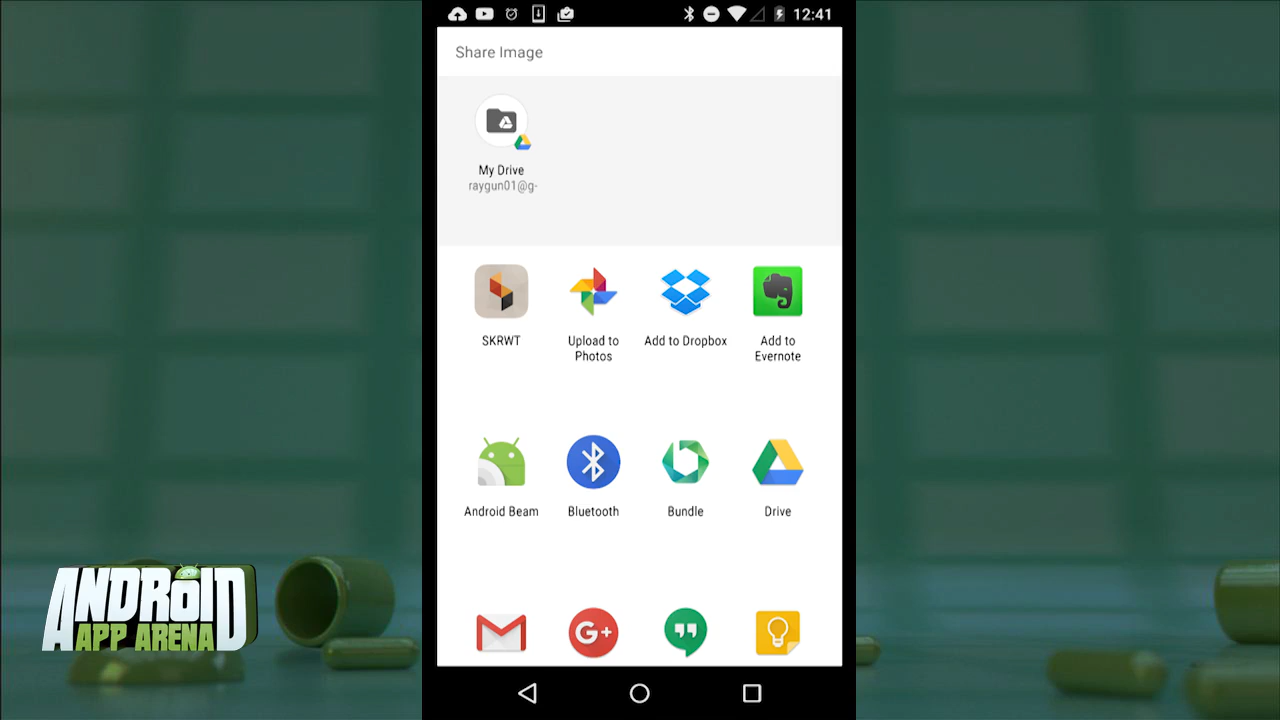 12:41
Share Image
My Drive
raygun01@g-
SKRWT
Upload to
Photos
Add to Dropbox
Add to
Evernote
Android Beam
Bluetooth
Bundle
Drive
G+
ANDROID
APP ARENA